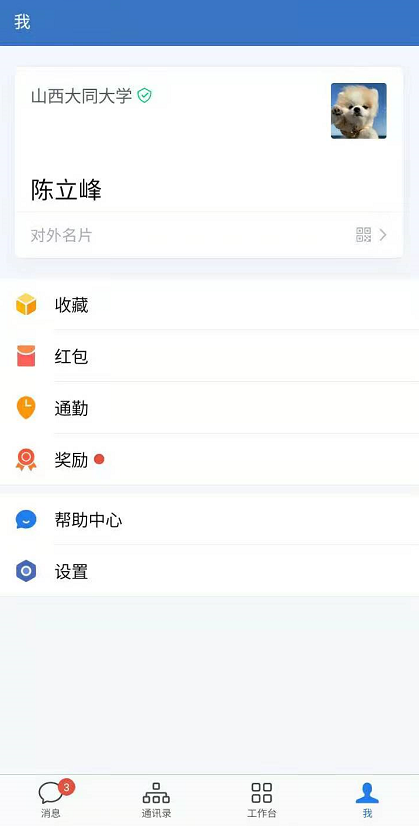 我
山西大同大学
陈立峰
对外名片
收藏
红包
通勤
奖励
帮助中心
设置
3
消息
通讯录
工作台
我